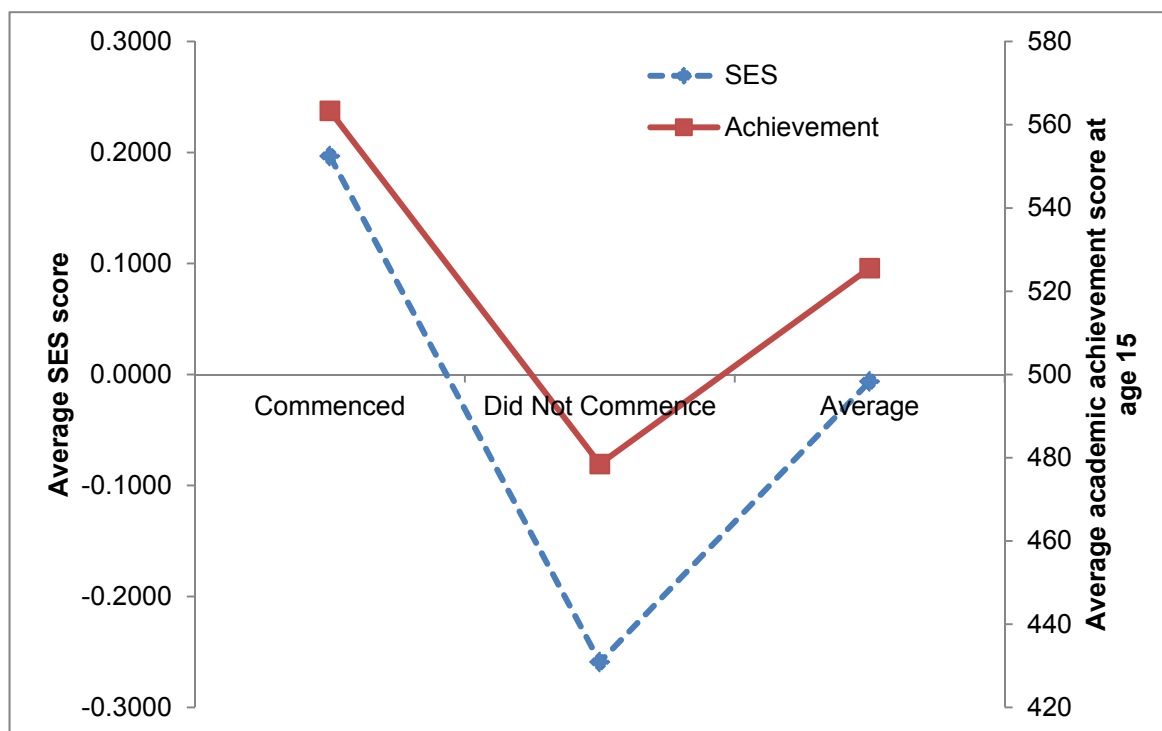 0.3000
0.2000
0.1000
0.0000
-0.1000
-0.2000
-0.3000
Average SES score
SES
Achievement
Commenced
Did Not Commence
Average
580
560
540
520
500
480
460
440
420
Average academic achievement score at
age 15